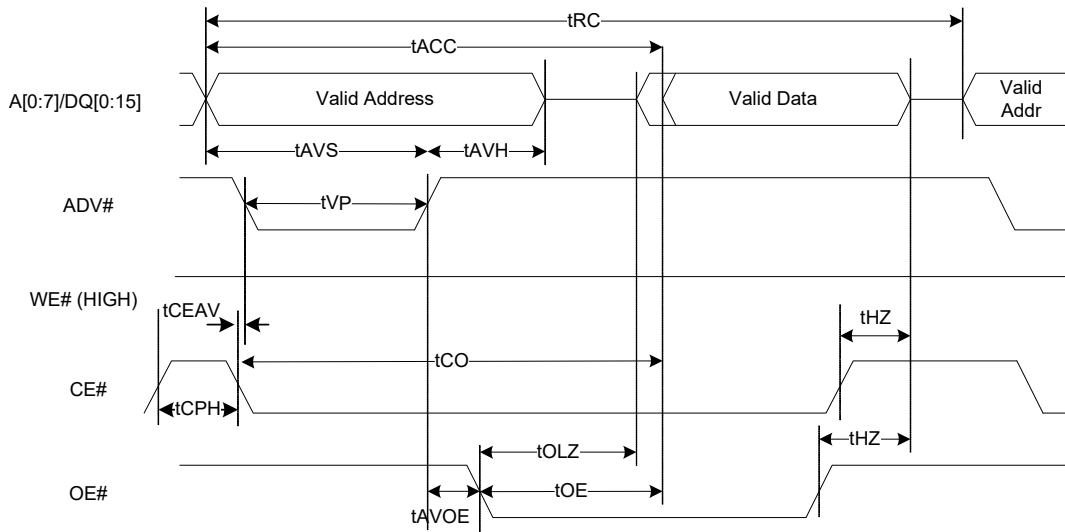 tRC
tACC
A[0:7]/DQ[0:15]
Valid Address
Valid Data
Valid
Addr
tAVS
tAVH
ADV#
tVP
WE# (HIGH)
tCEAV
tHZ
tCO
CE#
tCPH
tHZ
tOLZ
OE#
tOE
tAVOE